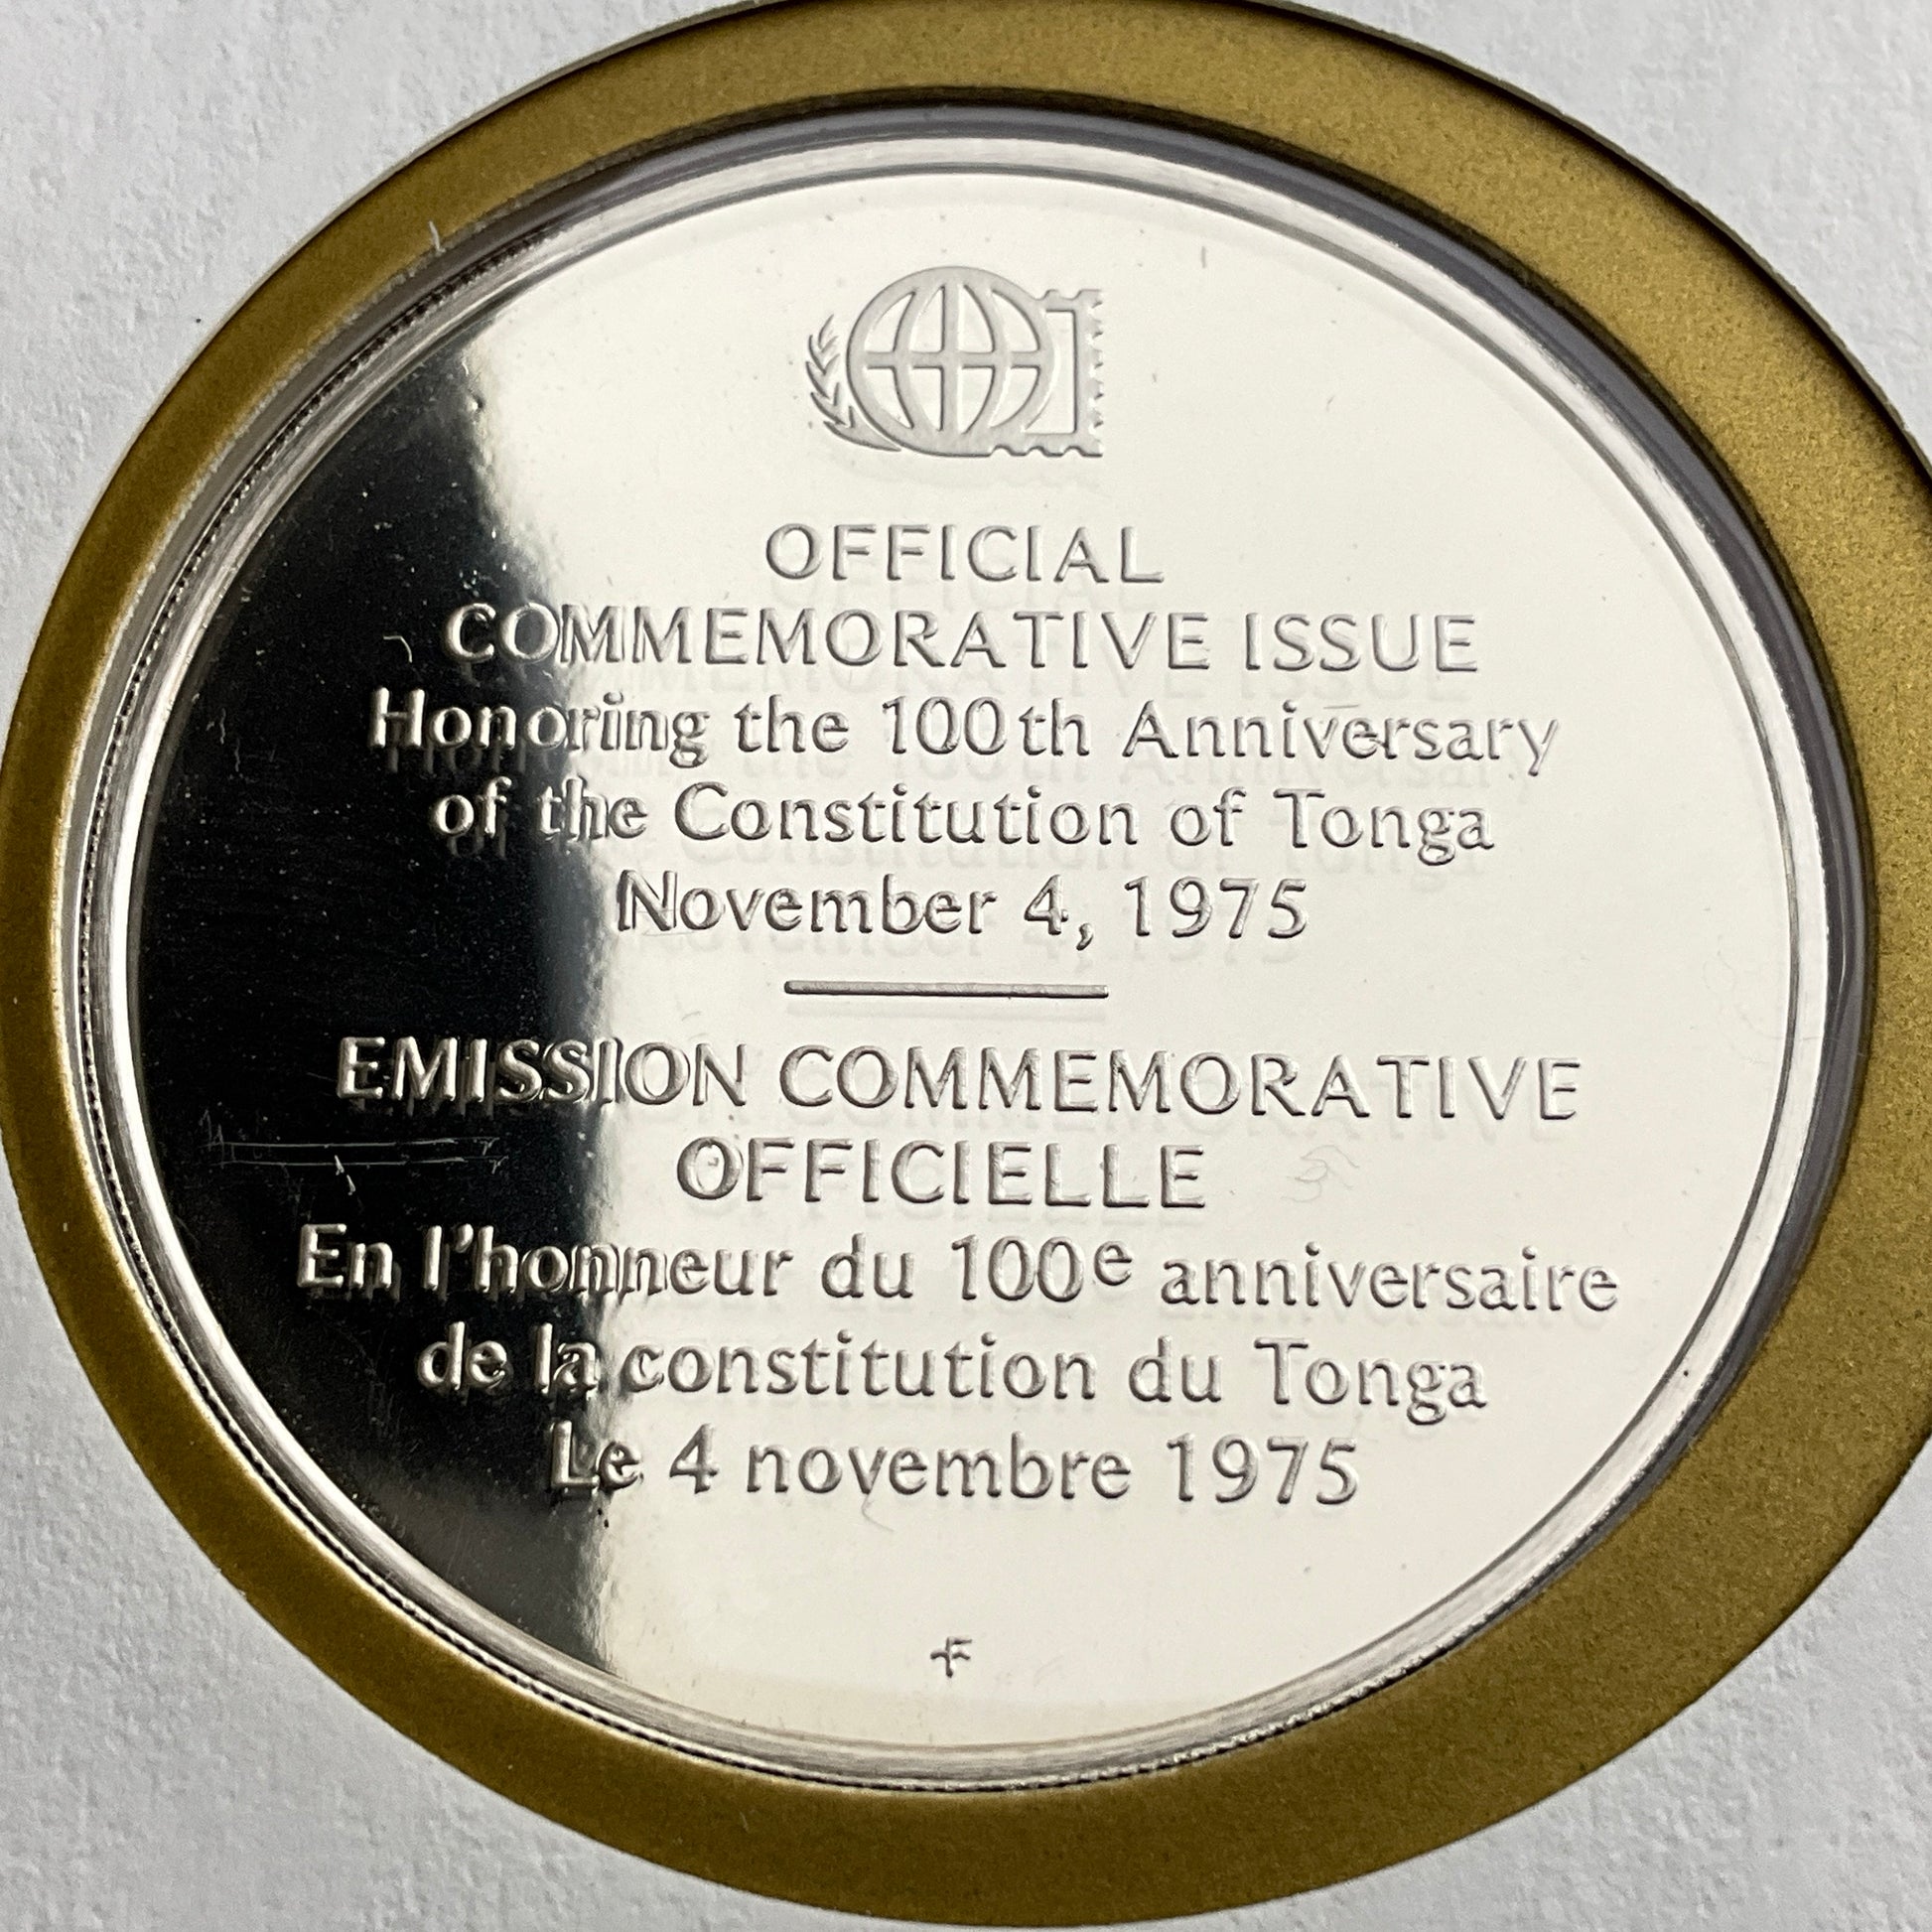 OFFICIAL
COMMEMORATIVE ISSUE
Honoring the 100th Anniversary
of the Constitution of Tonga
November 4, 1975
EMISSION COMMEMORATIVE
OFFICIELLE
En l'honneur du 100e anniversaire
de la constitution du Tonga
Le 4 novembre 1975
F